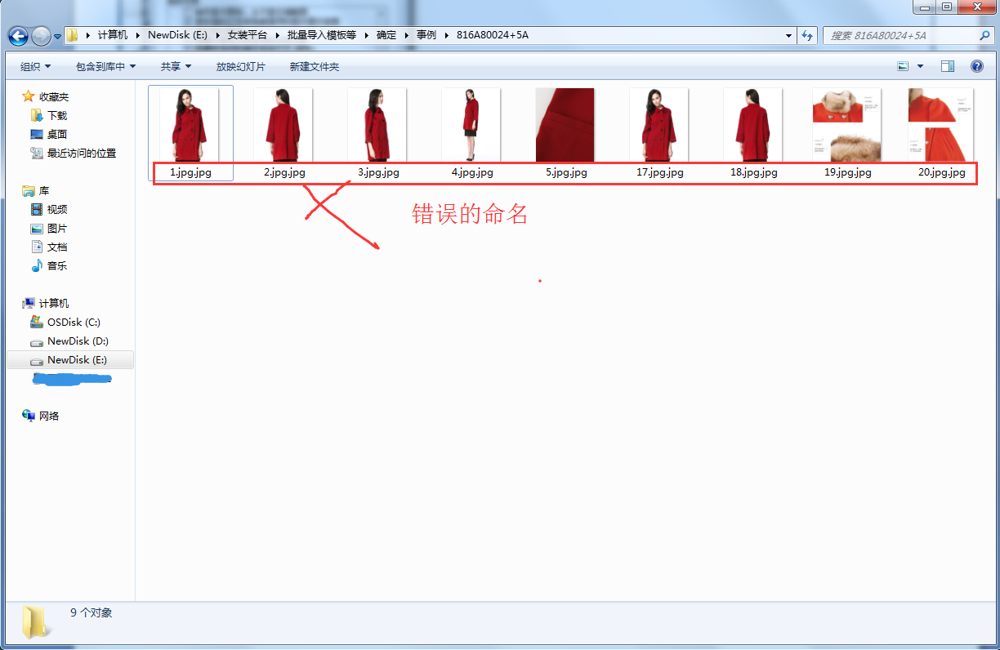 计算机 NewDisk (E:) 女装平台 批量导入模板等 确定 事例 816A80024+5A
搜索 816A80024+5A
组织 包含到库中 共享 放映幻灯片 新建文件夹
收藏夹
下载
桌面
最近访问的位置
库
视频
图片
文档
音乐
计算机
OSDisk (C:)
NewDisk (D:)
NewDisk (E:)
网络
1.jpg.jpg 2.jpg.jpg 3.jpg.jpg 4.jpg.jpg 5.jpg.jpg 17.jpg.jpg 18.jpg.jpg 19.jpg.jpg 20.jpg.jpg
错误的命名
9 个对象